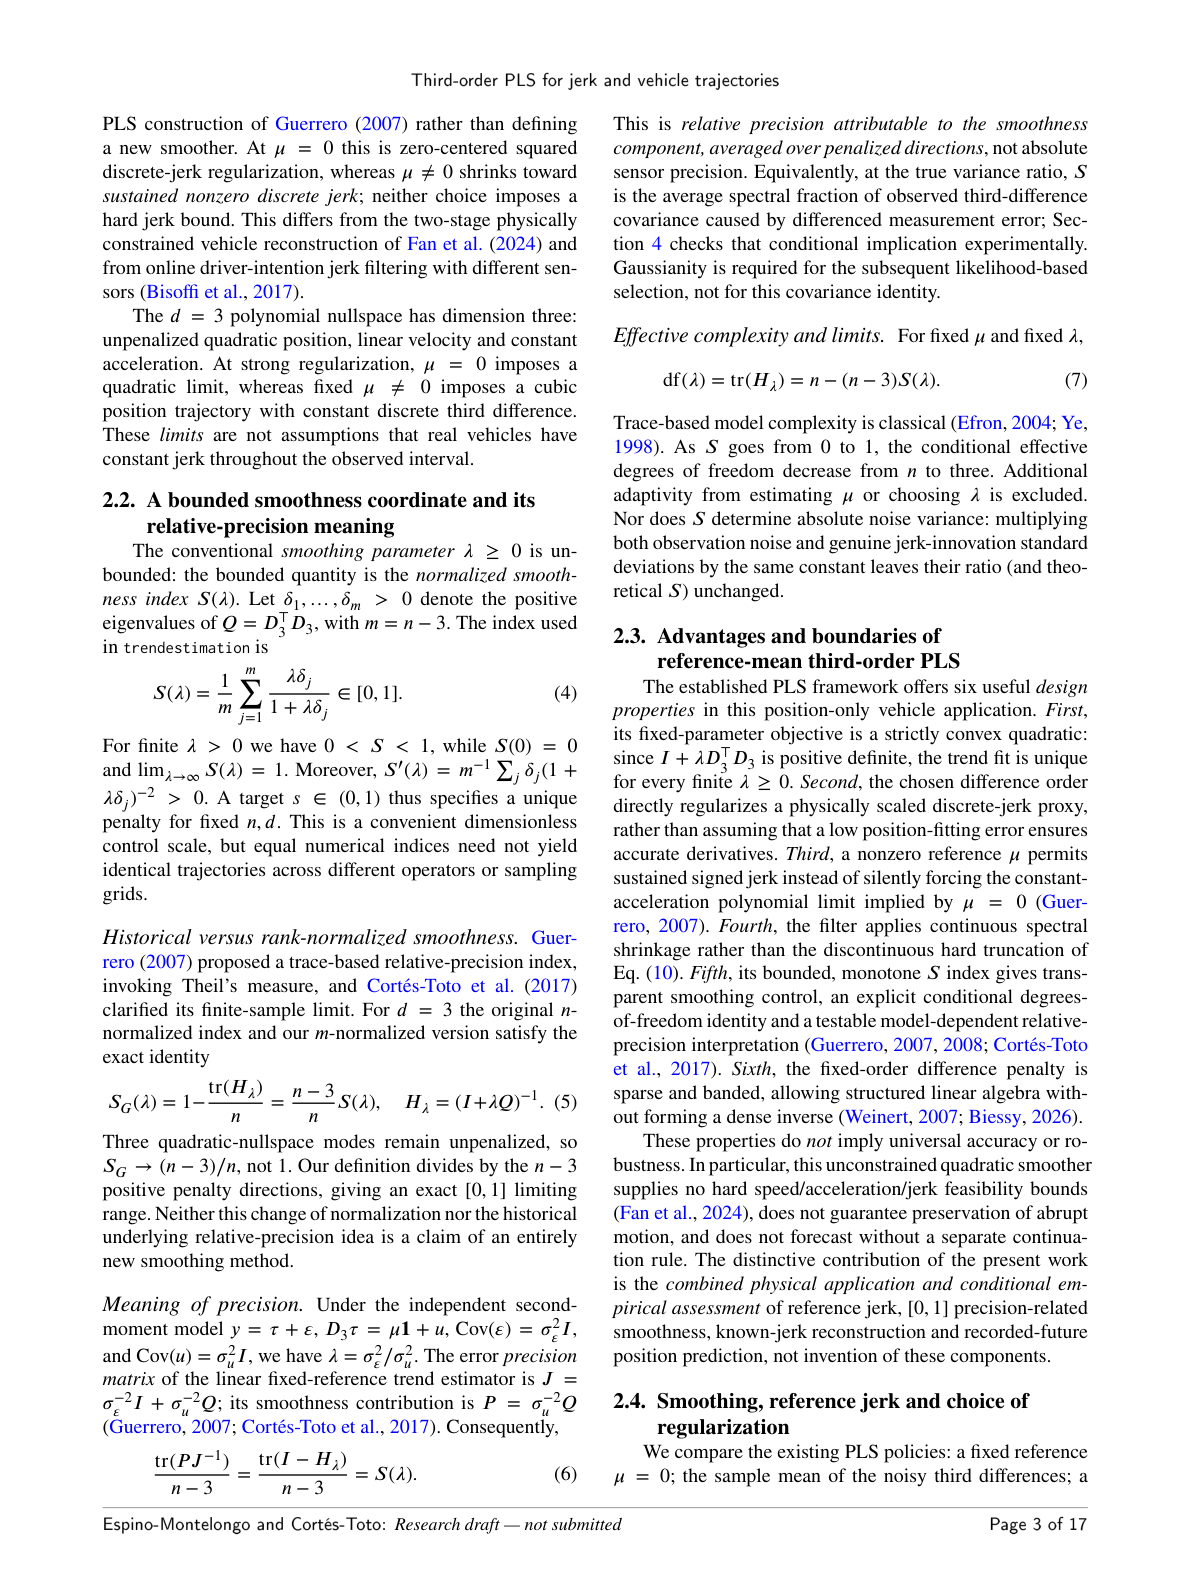 Third-order PLS for jerk and vehicle trajectories
PLS construction of Guerrero (2007) rather than defining
a new smoother. At μ = 0 this is zero-centered squared
discrete-jerk regularization, whereas μ ≠ 0 shrinks toward
sustained nonzero discrete jerk; neither choice imposes a
hard jerk bound. This differs from the two-stage physically
constrained vehicle reconstruction of Fan et al. (2024) and
from online driver-intention jerk filtering with different sen-
sors (Bisoffi et al., 2017).
The d = 3 polynomial nullspace has dimension three:
unpenalized quadratic position, linear velocity and constant
acceleration. At strong regularization, μ = 0 imposes a
quadratic limit, whereas fixed μ ≠ 0 imposes a cubic
position trajectory with constant discrete third difference.
These limits are not assumptions that real vehicles have
constant jerk throughout the observed interval.
2.2. A bounded smoothness coordinate and its
relative-precision meaning
The conventional smoothing parameter λ ≥ 0 is un-
bounded: the bounded quantity is the normalized smooth-
ness index S(λ). Let δ₁, … , δₘ > 0 denote the positive
eigenvalues of Q = D₃⊤D₃, with m = n − 3. The index used
in trendestimation is
S(λ) = 1/m ∑_{j=1}^{m} λδⱼ/(1 + λδⱼ) ∈ [0, 1]. (4)
For finite λ > 0 we have 0 < S < 1, while S(0) = 0
and lim_{λ→∞} S(λ) = 1. Moreover, S′(λ) = m⁻¹ ∑ⱼ δⱼ(1 +
λδⱼ)⁻² > 0. A target s ∈ (0, 1) thus specifies a unique
penalty for fixed n, d. This is a convenient dimensionless
control scale, but equal numerical indices need not yield
identical trajectories across different operators or sampling
grids.
Historical versus rank-normalized smoothness. Guer-
rero (2007) proposed a trace-based relative-precision index,
invoking Theil's measure, and Cortés-Toto et al. (2017)
clarified its finite-sample limit. For d = 3 the original n-
normalized index and our m-normalized version satisfy the
exact identity
S_G(λ) = 1 − tr(H_λ)/n = (n − 3)/n S(λ), H_λ = (I + λQ)⁻¹. (5)
Three quadratic-nullspace modes remain unpenalized, so
S_G → (n − 3)/n, not 1. Our definition divides by the n − 3
positive penalty directions, giving an exact [0, 1] limiting
range. Neither this change of normalization nor the historical
underlying relative-precision idea is a claim of an entirely
new smoothing method.
Meaning of precision. Under the independent second-
moment model y = τ + ε, D₃τ = μ𝟏 + u, Cov(ε) = σ_ε²I,
and Cov(u) = σ_u²I, we have λ = σ_ε²/σ_u². The error precision
matrix of the linear fixed-reference trend estimator is J =
σ_ε⁻²I + σ_u⁻²Q; its smoothness contribution is P = σ_u⁻²Q
(Guerrero, 2007; Cortés-Toto et al., 2017). Consequently,
tr(PJ⁻¹)/(n − 3) = tr(I − H_λ)/(n − 3) = S(λ). (6)
This is relative precision attributable to the smoothness
component, averaged over penalized directions, not absolute
sensor precision. Equivalently, at the true variance ratio, S
is the average spectral fraction of observed third-difference
covariance caused by differenced measurement error; Sec-
tion 4 checks that conditional implication experimentally.
Gaussianity is required for the subsequent likelihood-based
selection, not for this covariance identity.
Effective complexity and limits. For fixed μ and fixed λ,
df(λ) = tr(H_λ) = n − (n − 3)S(λ). (7)
Trace-based model complexity is classical (Efron, 2004; Ye,
1998). As S goes from 0 to 1, the conditional effective
degrees of freedom decrease from n to three. Additional
adaptivity from estimating μ or choosing λ is excluded.
Nor does S determine absolute noise variance: multiplying
both observation noise and genuine jerk-innovation standard
deviations by the same constant leaves their ratio (and theo-
retical S) unchanged.
2.3. Advantages and boundaries of
reference-mean third-order PLS
The established PLS framework offers six useful design
properties in this position-only vehicle application. First,
its fixed-parameter objective is a strictly convex quadratic:
since I + λD₃⊤D₃ is positive definite, the trend fit is unique
for every finite λ ≥ 0. Second, the chosen difference order
directly regularizes a physically scaled discrete-jerk proxy,
rather than assuming that a low position-fitting error ensures
accurate derivatives. Third, a nonzero reference μ permits
sustained signed jerk instead of silently forcing the constant-
acceleration polynomial limit implied by μ = 0 (Guer-
rero, 2007). Fourth, the filter applies continuous spectral
shrinkage rather than the discontinuous hard truncation of
Eq. (10). Fifth, its bounded, monotone S index gives trans-
parent smoothing control, an explicit conditional degrees-
of-freedom identity and a testable model-dependent relative-
precision interpretation (Guerrero, 2007, 2008; Cortés-Toto
et al., 2017). Sixth, the fixed-order difference penalty is
sparse and banded, allowing structured linear algebra with-
out forming a dense inverse (Weinert, 2007; Biessy, 2026).
These properties do not imply universal accuracy or ro-
bustness. In particular, this unconstrained quadratic smoother
supplies no hard speed/acceleration/jerk feasibility bounds
(Fan et al., 2024), does not guarantee preservation of abrupt
motion, and does not forecast without a separate continua-
tion rule. The distinctive contribution of the present work
is the combined physical application and conditional em-
pirical assessment of reference jerk, [0, 1] precision-related
smoothness, known-jerk reconstruction and recorded-future
position prediction, not invention of these components.
2.4. Smoothing, reference jerk and choice of
regularization
We compare the existing PLS policies: a fixed reference
μ = 0; the sample mean of the noisy third differences; a
Espino-Montelongo and Cortés-Toto: Research draft — not submitted
Page 3 of 17